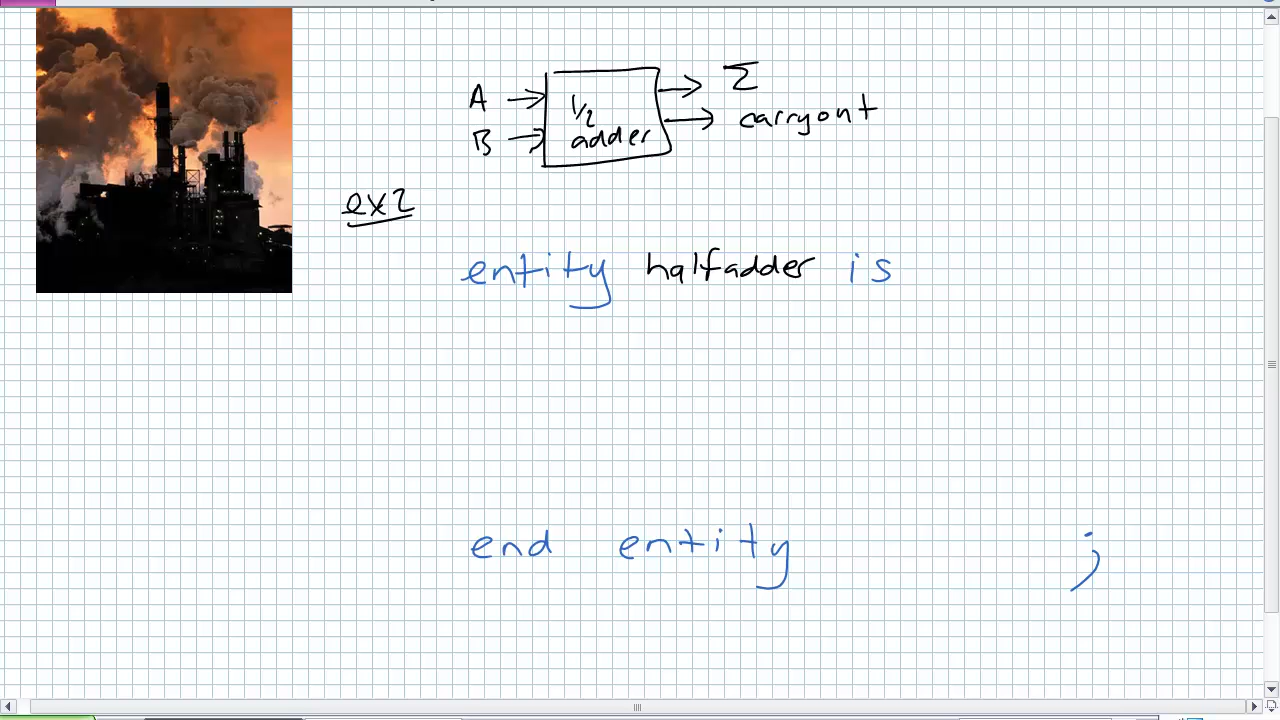 A
1/2
adder
B
Σ
carryout
ex2
entity halfadder is
end entity ;